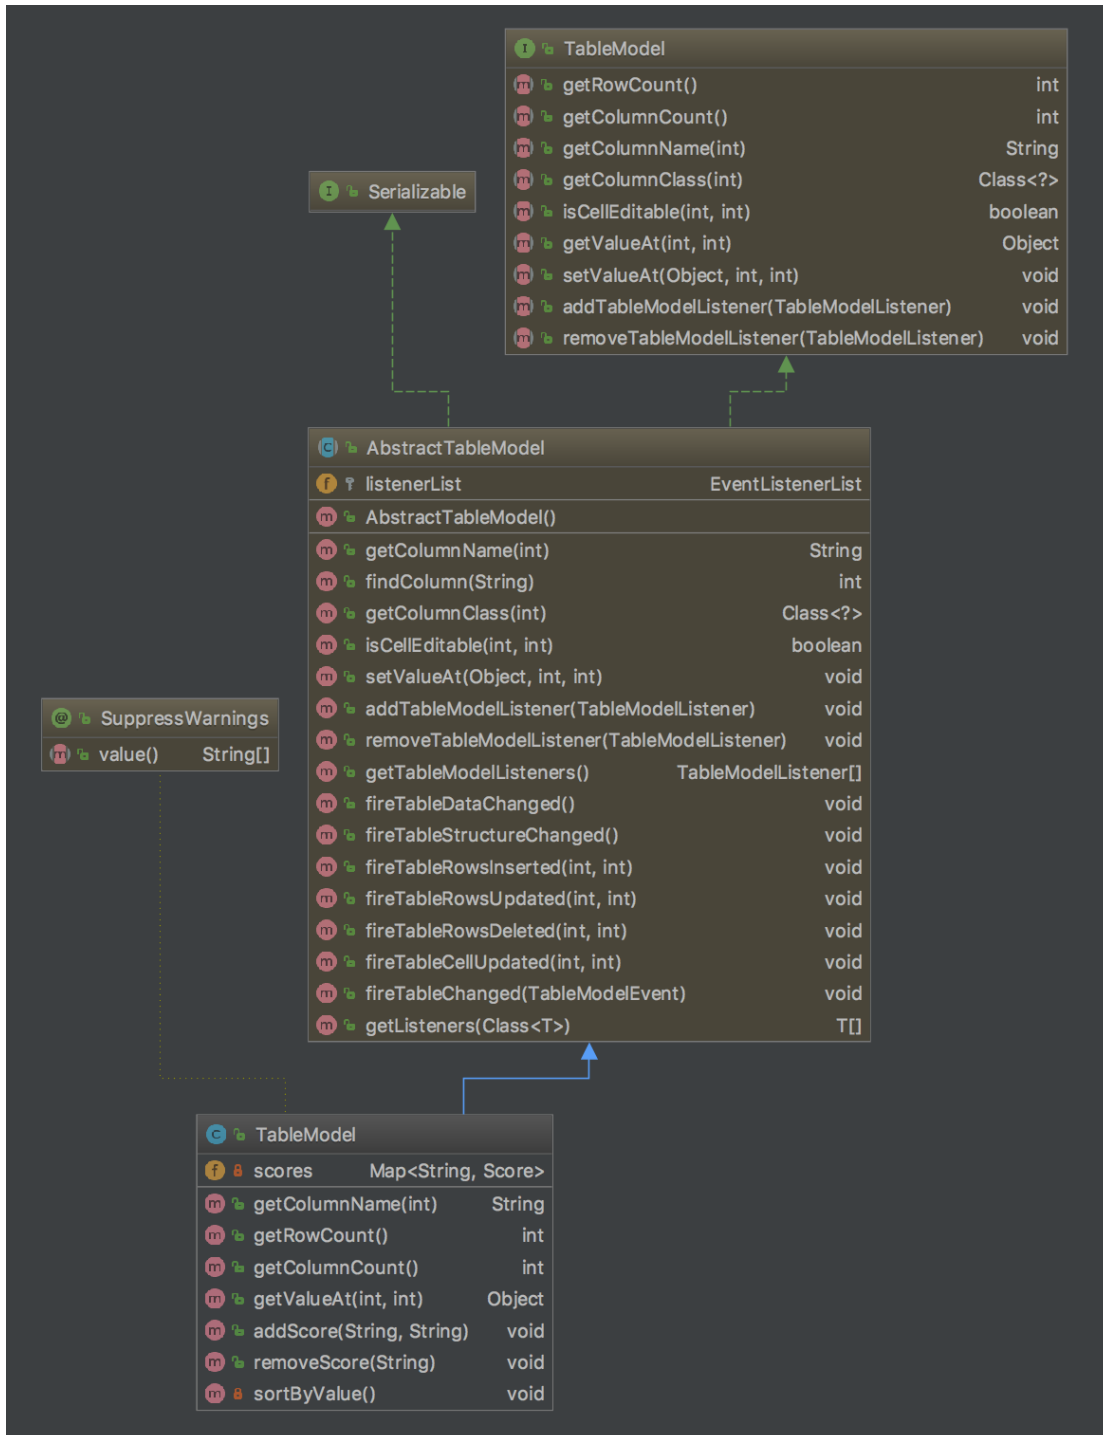 TableModel
getRowCount() int
getColumnCount() int
getColumnName(int) String
getColumnClass(int) Class<?>
isCellEditable(int, int) boolean
getValueAt(int, int) Object
setValueAt(Object, int, int) void
addTableModelListener(TableModelListener) void
removeTableModelListener(TableModelListener) void
Serializable
AbstractTableModel
listenerList EventListenerList
AbstractTableModel()
getColumnName(int) String
findColumn(String) int
getColumnClass(int) Class<?>
isCellEditable(int, int) boolean
setValueAt(Object, int, int) void
addTableModelListener(TableModelListener) void
removeTableModelListener(TableModelListener) void
getTableModelListeners() TableModelListener[]
fireTableDataChanged() void
fireTableStructureChanged() void
fireTableRowsInserted(int, int) void
fireTableRowsUpdated(int, int) void
fireTableRowsDeleted(int, int) void
fireTableCellUpdated(int, int) void
fireTableChanged(TableModelEvent) void
getListeners(Class<T>) T[]
SuppressWarnings
value() String[]
TableModel
scores Map<String, Score>
getColumnName(int) String
getRowCount() int
getColumnCount() int
getValueAt(int, int) Object
addScore(String, String) void
removeScore(String) void
sortByValue() void